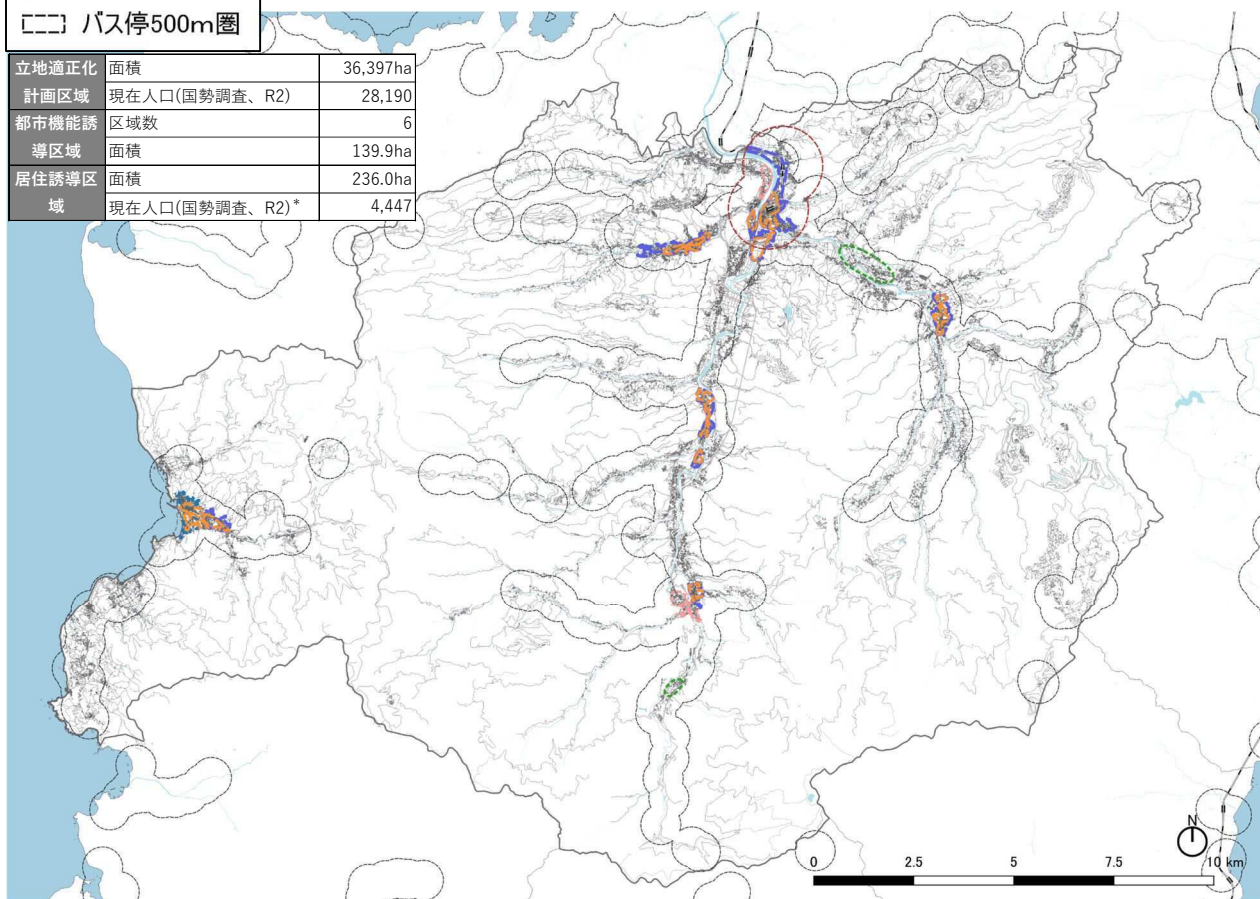 バス停500m圏
立地適正化計画区域 面積 36,397ha
現在人口(国勢調査、R2) 28,190
都市機能誘導区域 区域数 6
面積 139.9ha
居住誘導区域 面積 236.0ha
現在人口(国勢調査、R2)* 4,447
N
0 2.5 5 7.5 10 km